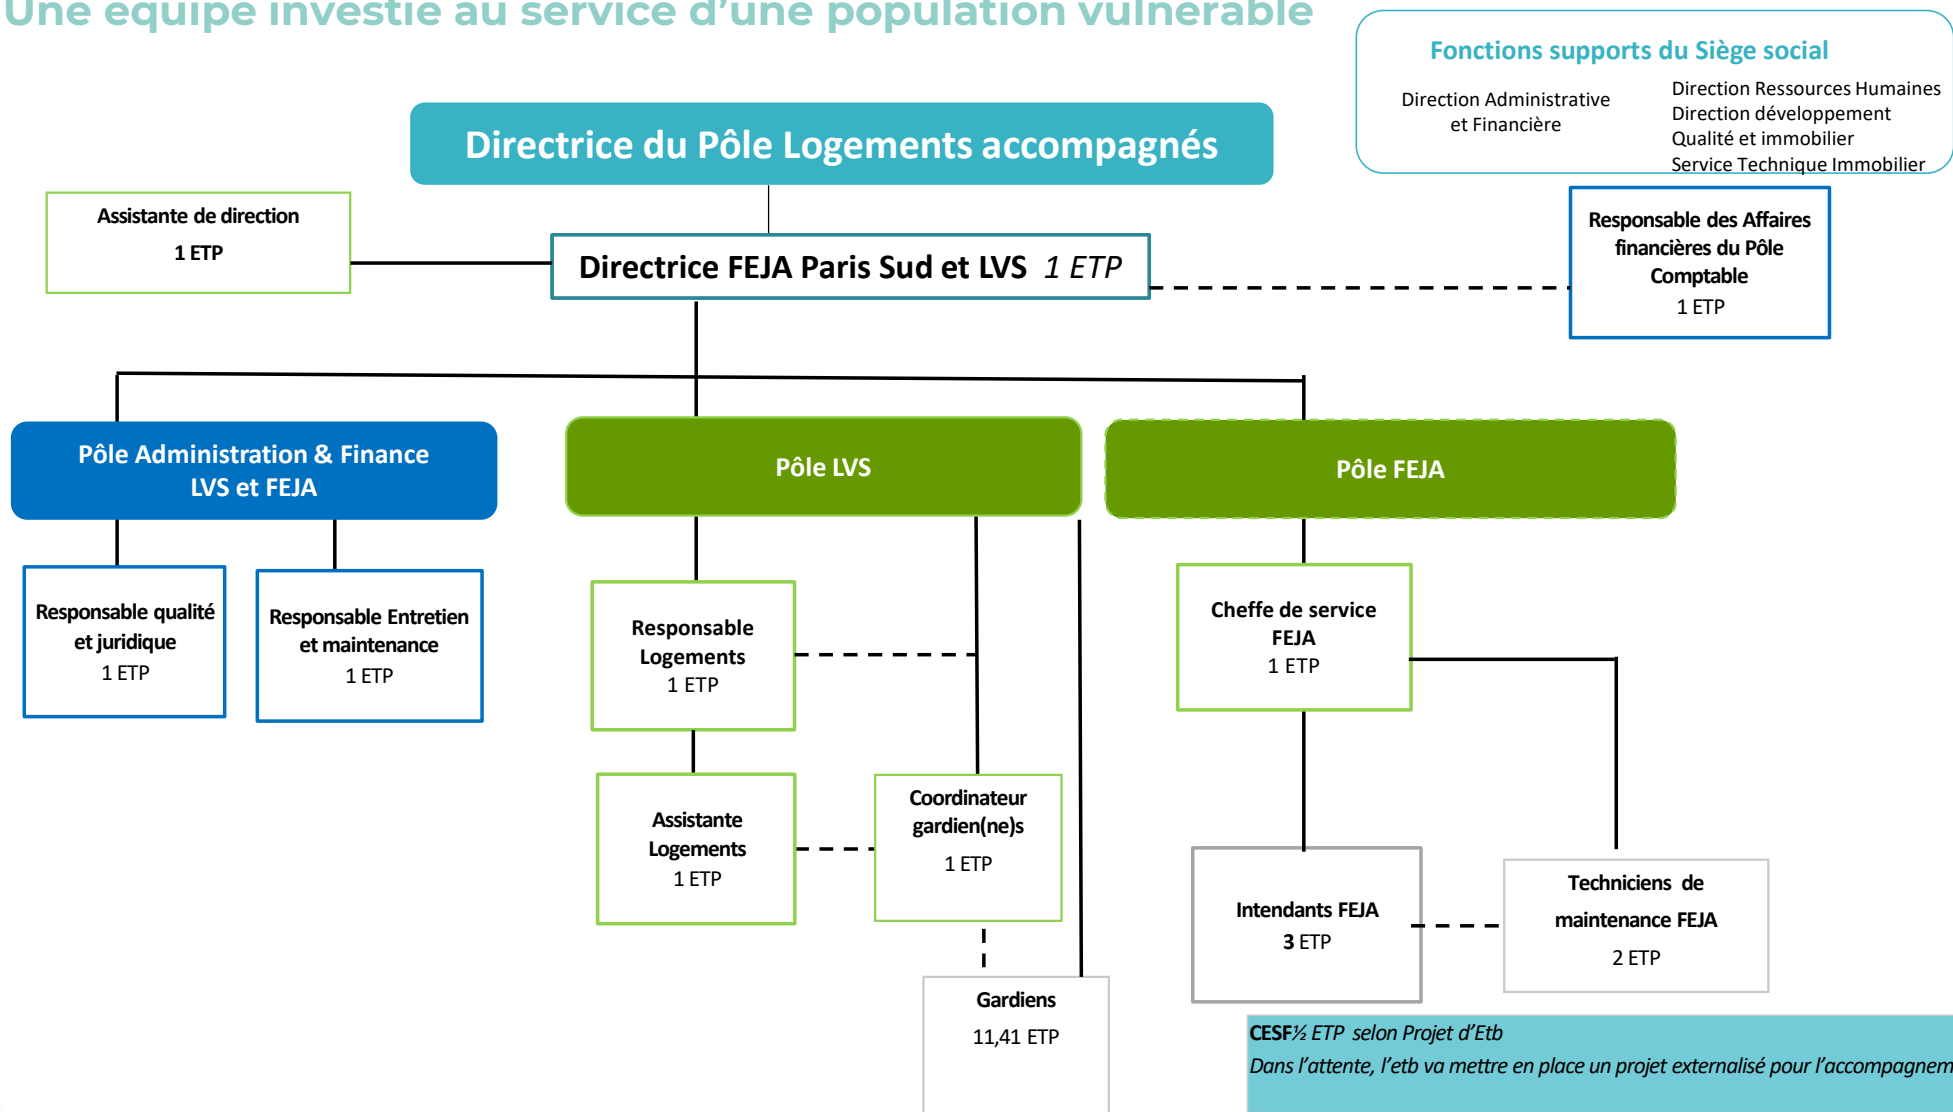 Une équipe investie au service d’une population vulnérable
Fonctions supports du Siège social
Direction Administrative
et Financière
Direction Ressources Humaines
Direction développement
Qualité et immobilier
Service Technique Immobilier
Directrice du Pôle Logements accompagnés
Assistante de direction
1 ETP
Directrice FEJA Paris Sud et LVS 1 ETP
Responsable des Affaires
financières du Pôle
Comptable
1 ETP
Pôle Administration & Finance
LVS et FEJA
Pôle LVS
Pôle FEJA
Responsable qualité
et juridique
1 ETP
Responsable Entretien
et maintenance
1 ETP
Responsable
Logements
1 ETP
Cheffe de service
FEJA
1 ETP
Assistante
Logements
1 ETP
Coordinateur
gardien(ne)s
1 ETP
Intendants FEJA
3 ETP
Techniciens de
maintenance FEJA
2 ETP
Gardiens
11,41 ETP
CESF½ ETP selon Projet d’Etb
Dans l’attente, l’etb va mettre en place un projet externalisé pour l’accompagnem